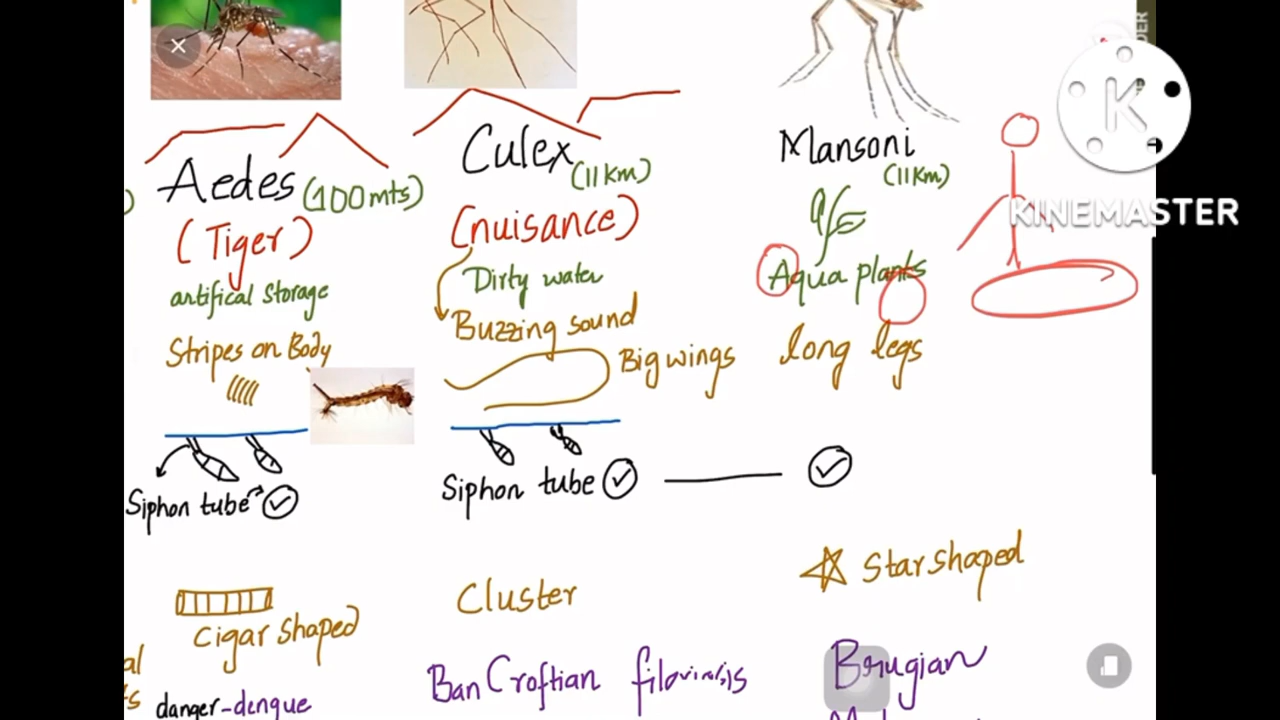 Aedes (100mts)
(Tiger)
artifical storage
Stripes on Body
Siphon tube
Cigar shaped
danger-dengue
Culex (11Km)
(nuisance)
Dirty water
Buzzing sound
Big wings
Siphon tube
Cluster
BanCroftian
Mansoni
(11Km)
Aqua plants
long legs
Star shaped
Brugian
K
KINEMASTER